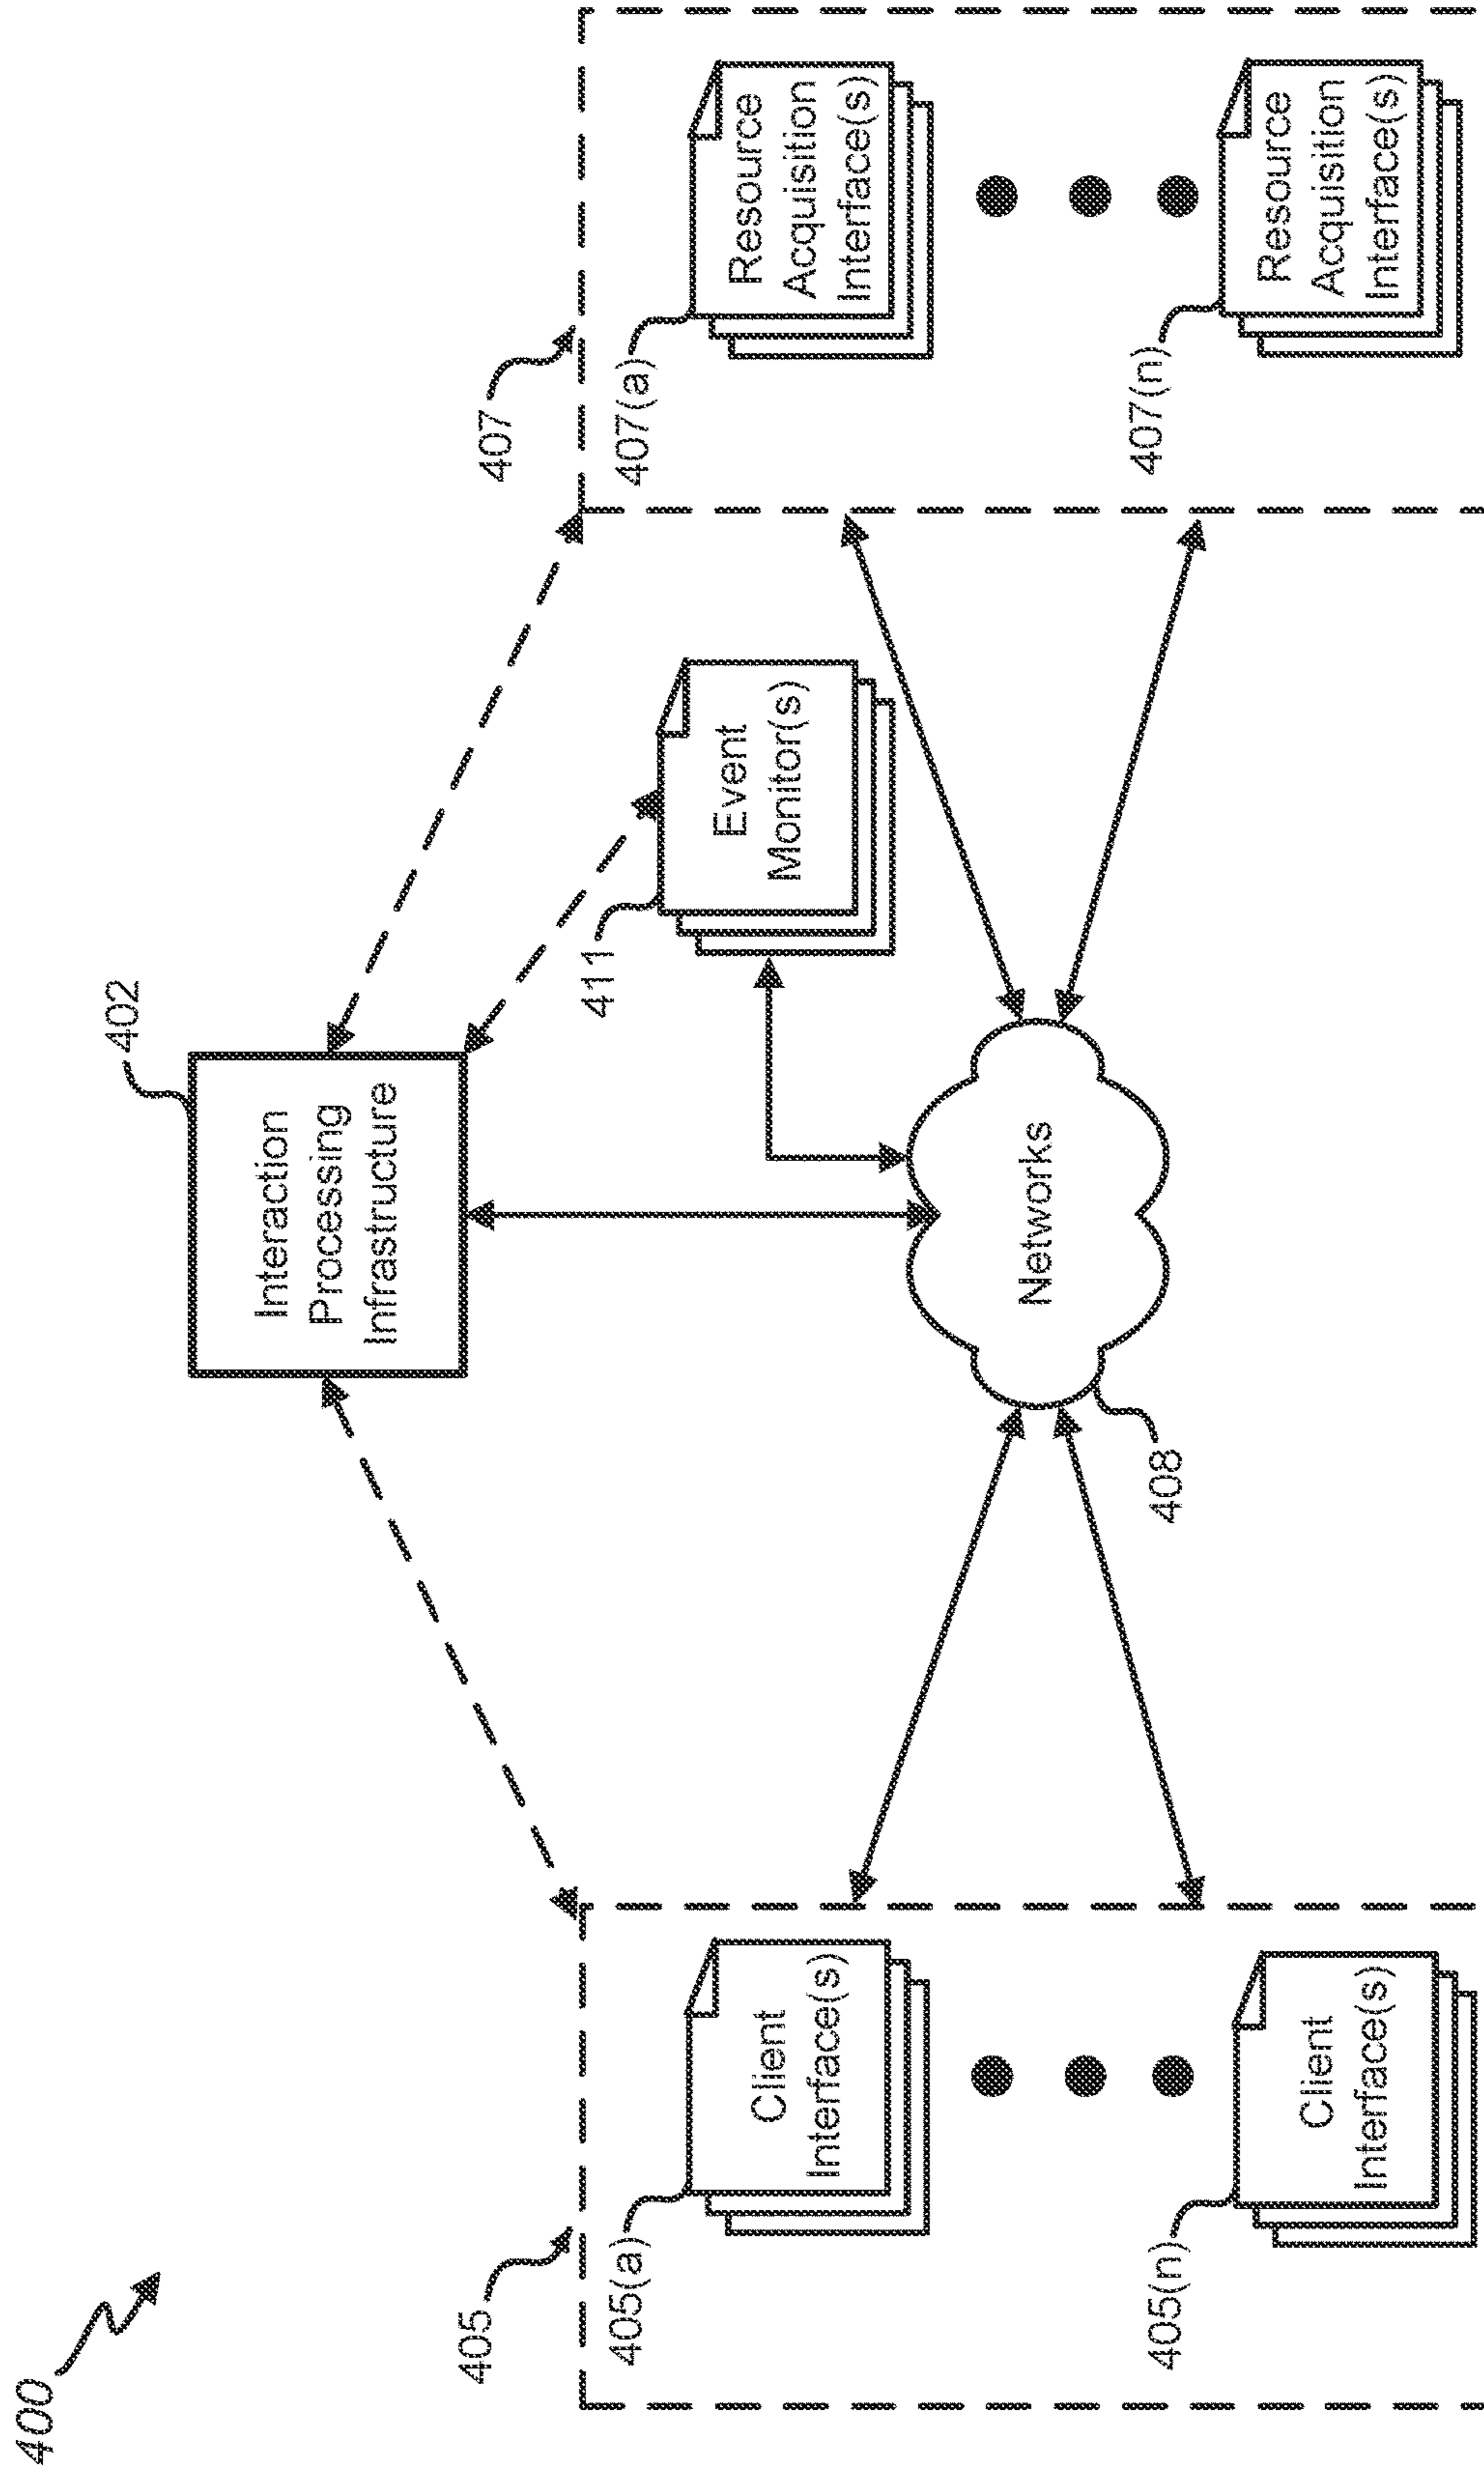 400
402
Interaction
Processing
Infrastructure
405
407
411
Event
Monitor(s)
405(a)
Client
Interface(s)
407(a)
Resource
Acquisition
Interface(s)
Networks
408
405(n)
Client
Interface(s)
407(n)
Resource
Acquisition
Interface(s)